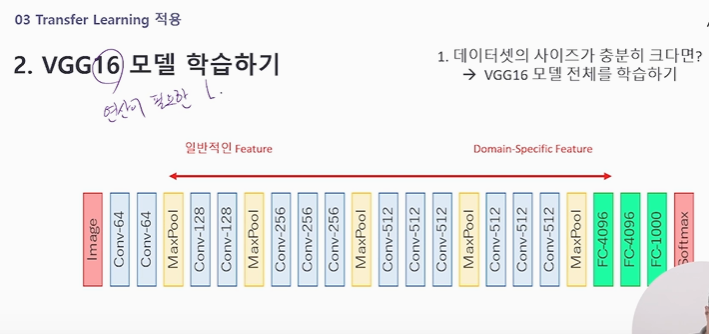 03 Transfer Learning 적용
2. VGG16 모델 학습하기
연산이 필요한 L.
1. 데이터셋의 사이즈가 충분히 크다면?
→ VGG16 모델 전체를 학습하기
일반적인 Feature
Domain-Specific Feature
Image
Conv-64
Conv-64
MaxPool
Conv-128
Conv-128
MaxPool
Conv-256
Conv-256
Conv-256
MaxPool
Conv-512
Conv-512
Conv-512
MaxPool
Conv-512
Conv-512
Conv-512
MaxPool
FC-4096
FC-4096
FC-1000
Softmax